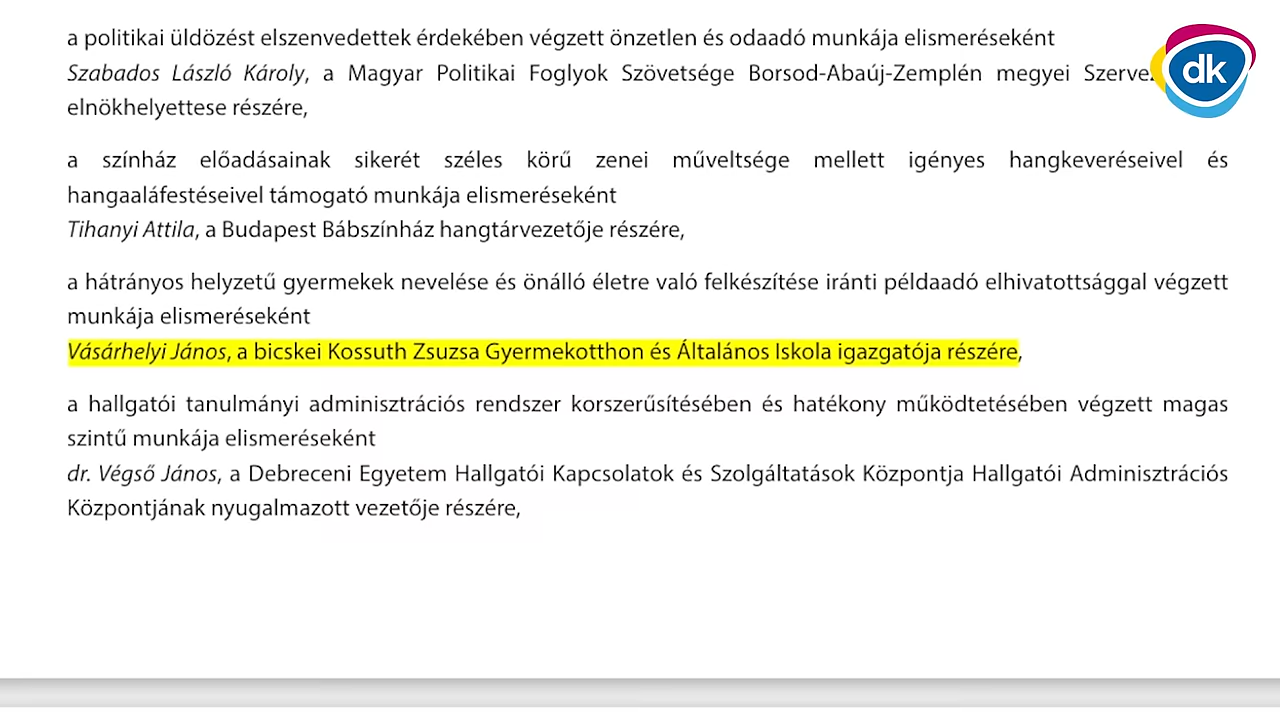 a politikai üldözést elszenvedettek érdekében végzett önzetlen és odaadó munkája elismeréseként
Szabados László Károly, a Magyar Politikai Foglyok Szövetsége Borsod-Abaúj-Zemplén megyei
elnökhelyettese részére,
a színház előadásainak sikerét széles körű zenei műveltsége mellett igényes hangkeveréseivel és
hangaaláfestéseivel támogató munkája elismeréseként
Tihanyi Attila, a Budapest Bábszínház hangtárvezetője részére,
a hátrányos helyzetű gyermekek nevelése és önálló életre való felkészítése iránti példaadó elhivatottsággal végzett
munkája elismeréseként
Vásárhelyi János, a bicskei Kossuth Zsuzsa Gyermekotthon és Általános Iskola igazgatója részére,
a hallgatói tanulmányi adminisztrációs rendszer korszerűsítésében és hatékony működtetésében végzett magas
szintű munkája elismeréseként
dr. Végső János, a Debreceni Egyetem Hallgatói Kapcsolatok és Szolgáltatások Központja Hallgatói Adminisztrációs
Központjának nyugalmazott vezetője részére,
dk